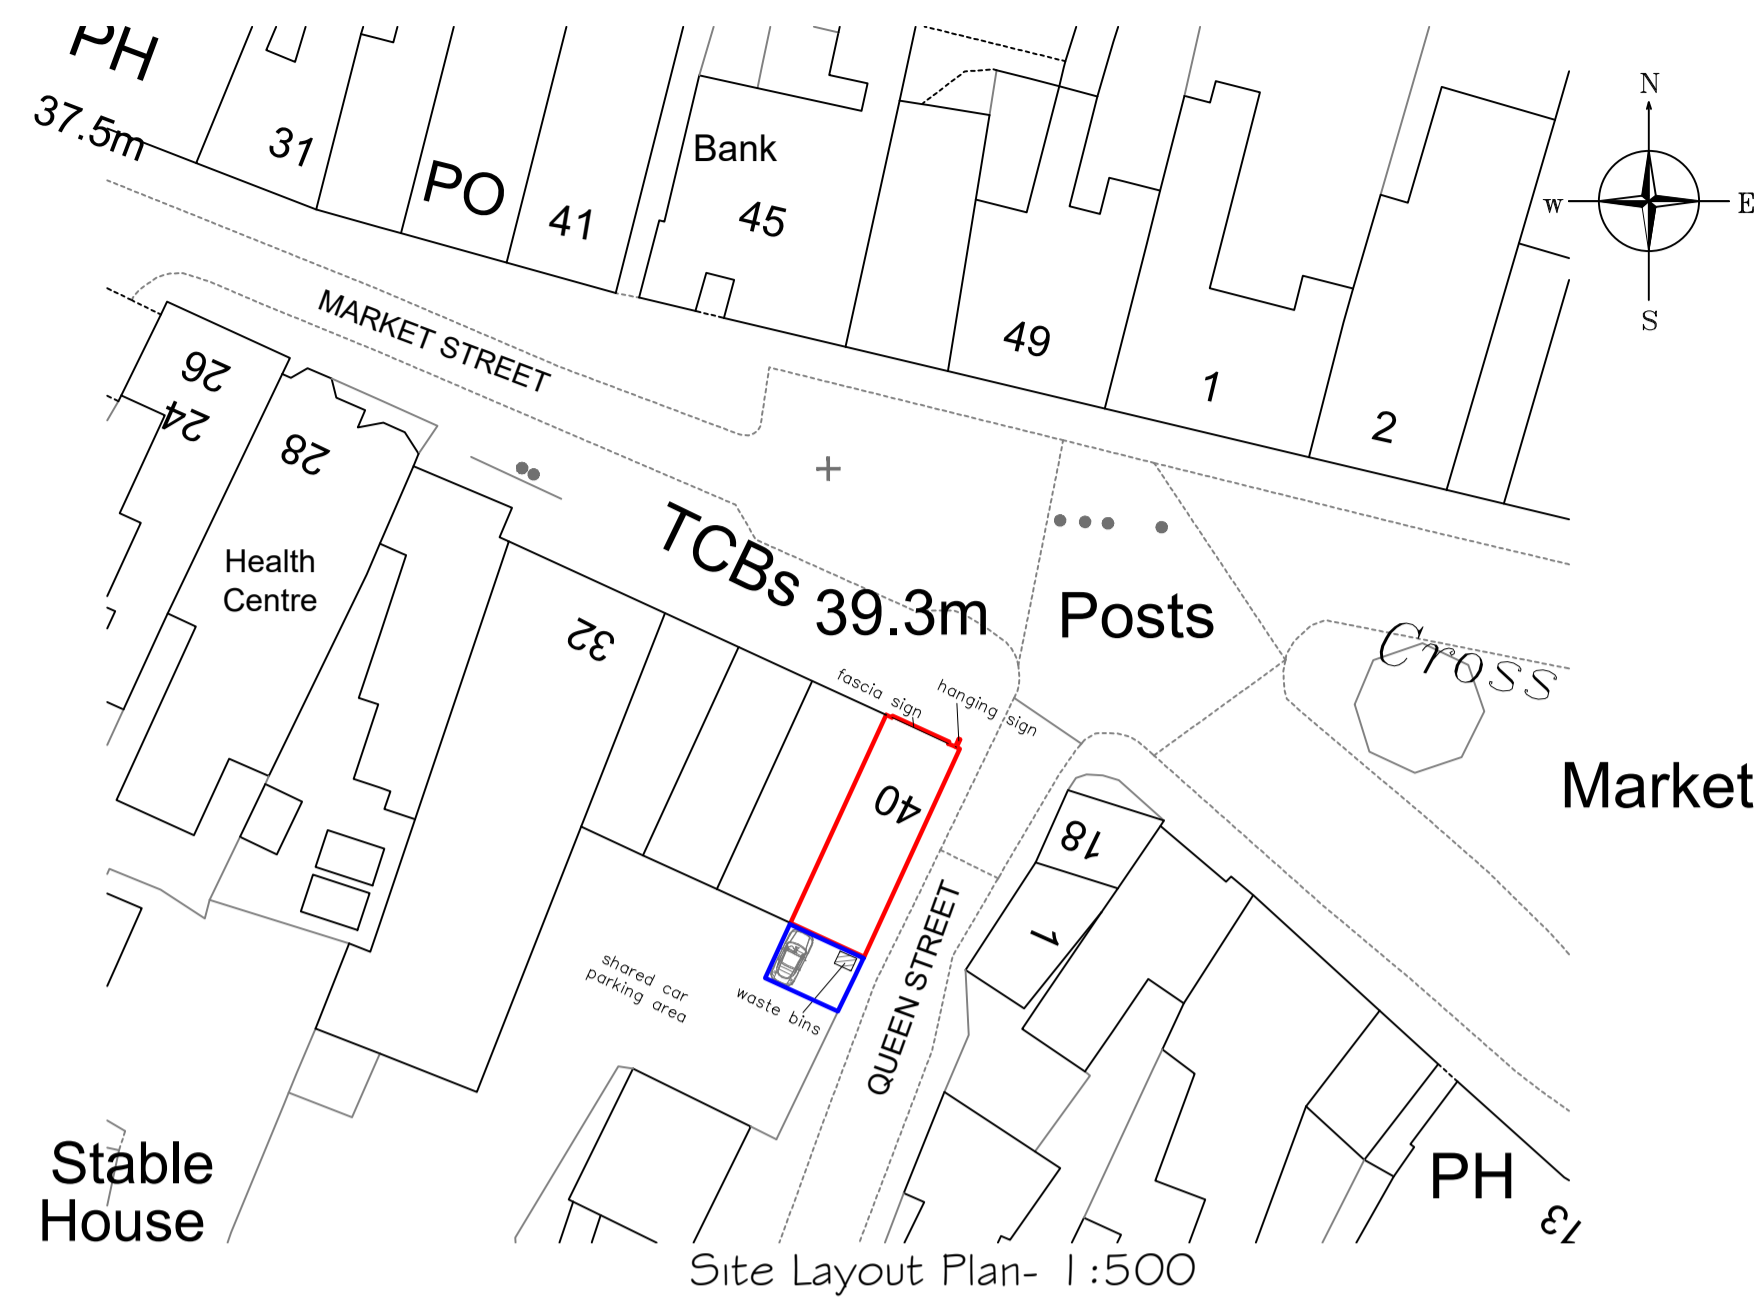 PH
37.5m
31
PO
41
Bank
45
49
1
2
N
W
E
S
MARKET STREET
26
24
28
Health
Centre
32
TCBs
39.3m
Posts
Cross
Market
fascia sign
hanging sign
40
18
1
QUEEN STREET
shared car
parking area
waste bins
Stable
House
PH
13
Site Layout Plan- 1:500